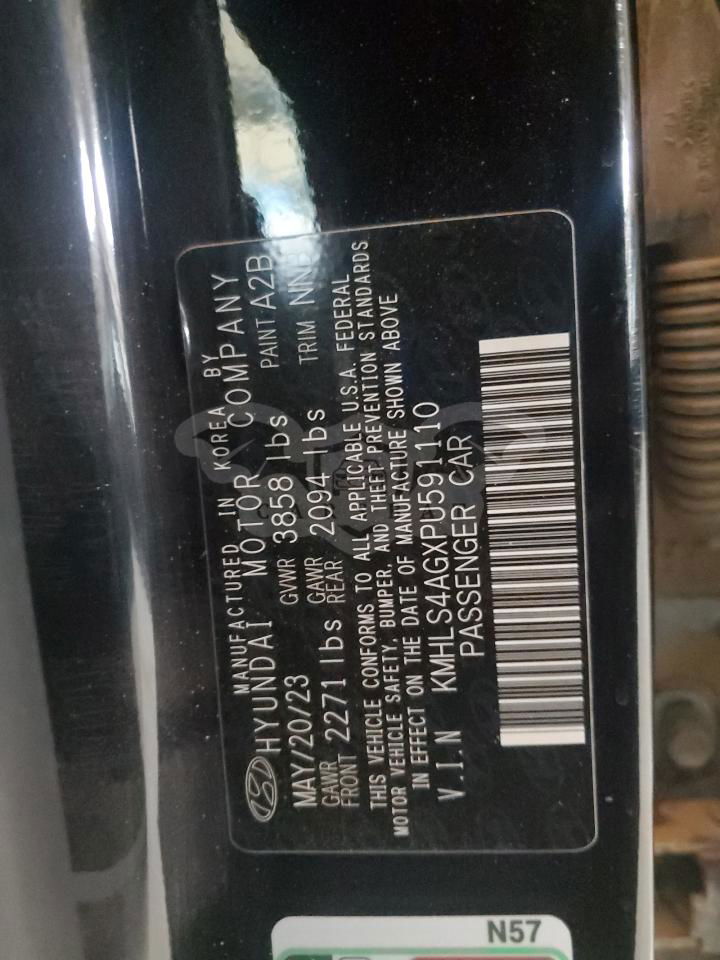 MANUFACTURED IN KOREA BY
HYUNDAI MOTOR COMPANY
MAY/20/23 GVWR 3858 lbs PAINT A2B
GAWR FRONT 2271 lbs GAWR REAR 2094 lbs TRIM NNB
THIS VEHICLE CONFORMS TO ALL APPLICABLE U.S.A. FEDERAL
MOTOR VEHICLE SAFETY, BUMPER, AND THEFT PREVENTION STANDARDS
IN EFFECT ON THE DATE OF MANUFACTURE SHOWN ABOVE
V.I.N KMHLS4AGXPU591110
PASSENGER CAR
N57